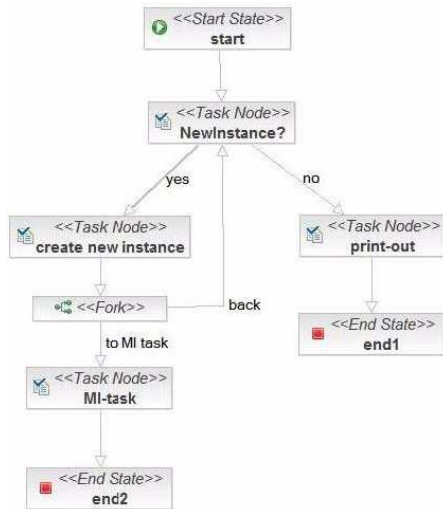 <<Start State>>
start
<<Task Node>>
NewInstance?
yes
no
<<Task Node>>
create new instance
<<Task Node>>
print-out
<<Fork>>
back
to MI task
<<End State>>
end1
<<Task Node>>
MI-task
<<End State>>
end2